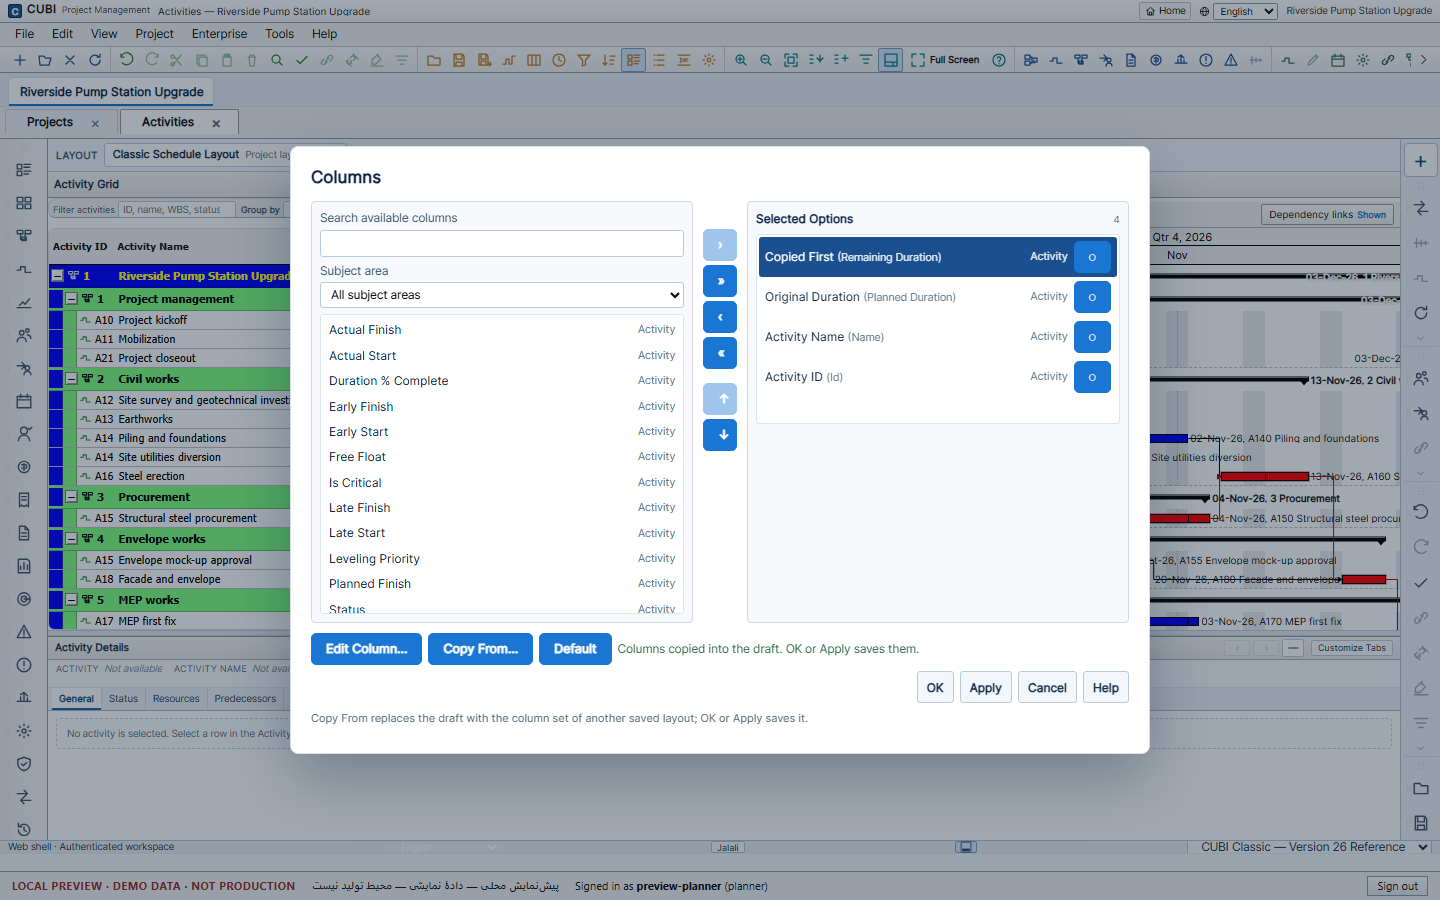 CUBI Project Management Activities — Riverside Pump Station Upgrade
Home English Riverside Pump Station Upgrade
File Edit View Project Enterprise Tools Help
Full Screen
Riverside Pump Station Upgrade
Projects × Activities ×
LAYOUT Classic Schedule Layout
Activity Grid
Filter activities ID, name, WBS, status Group by
Dependency links Shown
Activity ID Activity Name
Qtr 4, 2026
Nov
1 Riverside Pump Station Upgrad
1 Project management
A10 Project kickoff
A11 Mobilization
A21 Project closeout
03-Dec-2
2 Civil works
13-Nov-26, 2 Civil
A12 Site survey and geotechnical investi
A13 Earthworks
A14 Piling and foundations
02-Nov-26, A140 Piling and foundations
A14 Site utilities diversion
Site utilities diversion
A16 Steel erection
13-Nov-26, A160 S
3 Procurement
04-Nov-26, 3 Procurement
A15 Structural steel procurement
04-Nov-26, A150 Structural steel procur
4 Envelope works
A15 Envelope mock-up approval
t-26, A155 Envelope mock-up approval
A18 Facade and envelope
20-Nov-26, A180 Facade and envelope
5 MEP works
A17 MEP first fix
03-Nov-26, A170 MEP first fix
Activity Details
Customize Tabs
ACTIVITY Not available ACTIVITY NAME Not avai
General Status Resources Predecessors
No activity is selected. Select a row in the Activity
Columns
Search available columns
Subject area
All subject areas
Actual Finish Activity
Actual Start Activity
Duration % Complete Activity
Early Finish Activity
Early Start Activity
Free Float Activity
Is Critical Activity
Late Finish Activity
Late Start Activity
Leveling Priority Activity
Planned Finish Activity
Status Activity
› » ‹ « ↑ ↓
Selected Options 4
Copied First (Remaining Duration) Activity O
Original Duration (Planned Duration) Activity O
Activity Name (Name) Activity O
Activity ID (Id) Activity O
Edit Column... Copy From... Default Columns copied into the draft. OK or Apply saves them.
OK Apply Cancel Help
Copy From replaces the draft with the column set of another saved layout; OK or Apply saves it.
Web shell · Authenticated workspace English Jalali CUBI Classic — Version 26 Reference
LOCAL PREVIEW · DEMO DATA · NOT PRODUCTION پیش‌نمایش محلی — دادهٔ نمایشی — محیط تولید نیست Signed in as preview-planner (planner) Sign out